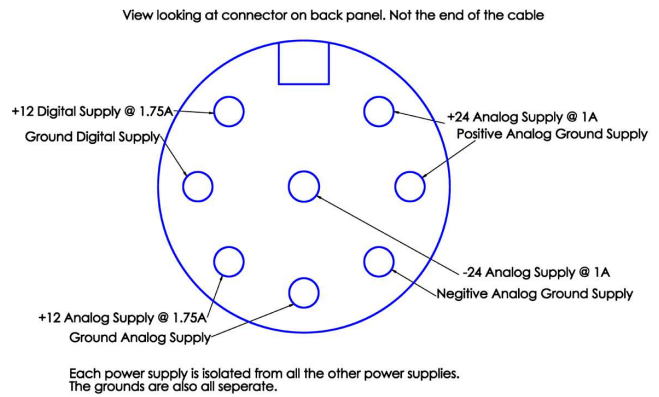 View looking at connector on back panel. Not the end of the cable
+12 Digital Supply @ 1.75A
+24 Analog Supply @ 1A
Ground Digital Supply
Positive Analog Ground Supply
-24 Analog Supply @ 1A
Negitive Analog Ground Supply
+12 Analog Supply @ 1.75A
Ground Analog Supply
Each power supply is isolated from all the other power supplies.
The grounds are also all seperate.